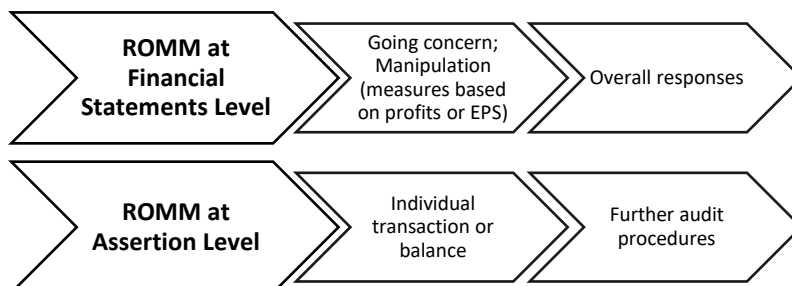 ROMM at
Financial
Statements Level
Going concern;
Manipulation
(measures based
on profits or EPS)
Overall responses
ROMM at
Assertion Level
Individual
transaction or
balance
Further audit
procedures